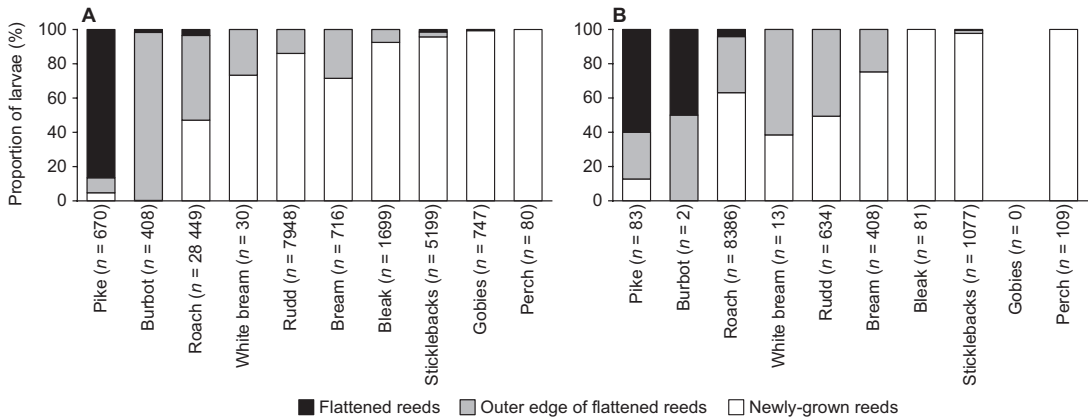 A
B
Proportion of larvae (%)
100
80
60
40
20
0
100
80
60
40
20
0
Pike (n = 670)
Burbot (n = 408)
Roach (n = 28 449)
White bream (n = 30)
Rudd (n = 7948)
Bream (n = 716)
Bleak (n = 1699)
Sticklebacks (n = 5199)
Gobies (n = 747)
Perch (n = 80)
Pike (n = 83)
Burbot (n = 2)
Roach (n = 8386)
White bream (n = 13)
Rudd (n = 634)
Bream (n = 408)
Bleak (n = 81)
Sticklebacks (n = 1077)
Gobies (n = 0)
Perch (n = 109)
Flattened reeds
Outer edge of flattened reeds
Newly-grown reeds